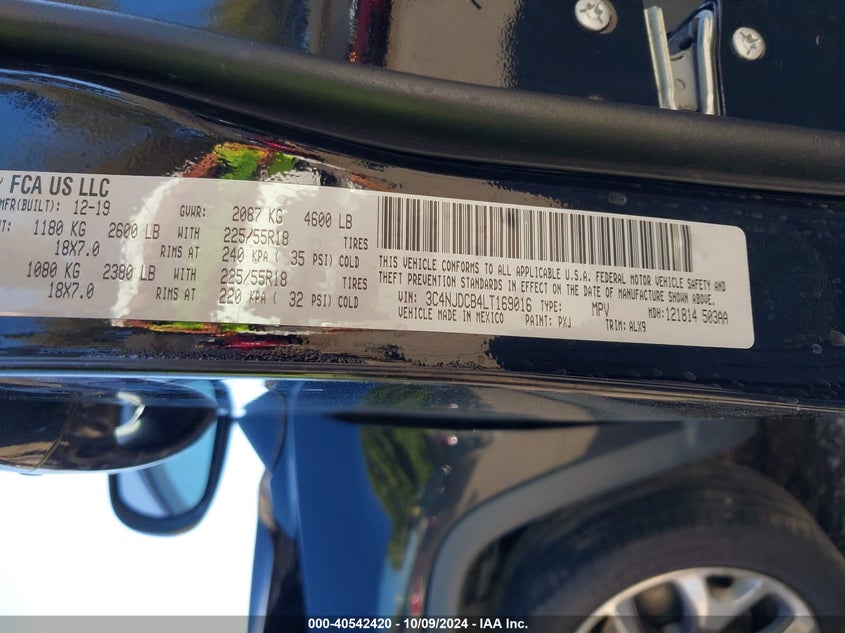 FCA US LLC
MFR(BUILT): 12-19 GVWR: 2087 KG 4600 LB
1180 KG 2600 LB WITH 225/55R18 TIRES
18X7.0 RIMS AT 240 KPA ( 35 PSI) COLD
1080 KG 2380 LB WITH 225/55R18 TIRES
18X7.0 RIMS AT 220 KPA ( 32 PSI) COLD
THIS VEHICLE CONFORMS TO ALL APPLICABLE U.S.A. FEDERAL MOTOR VEHICLE SAFETY AND
THEFT PREVENTION STANDARDS IN EFFECT ON THE DATE OF MANUFACTURE SHOWN ABOVE.
VIN: 3C4NJDCB4LT169016 TYPE: MPV MDH:121814 503AA
VEHICLE MADE IN MEXICO PAINT: PXJ TRIM: ALX9
000-40542420 - 10/09/2024 - IAA Inc.